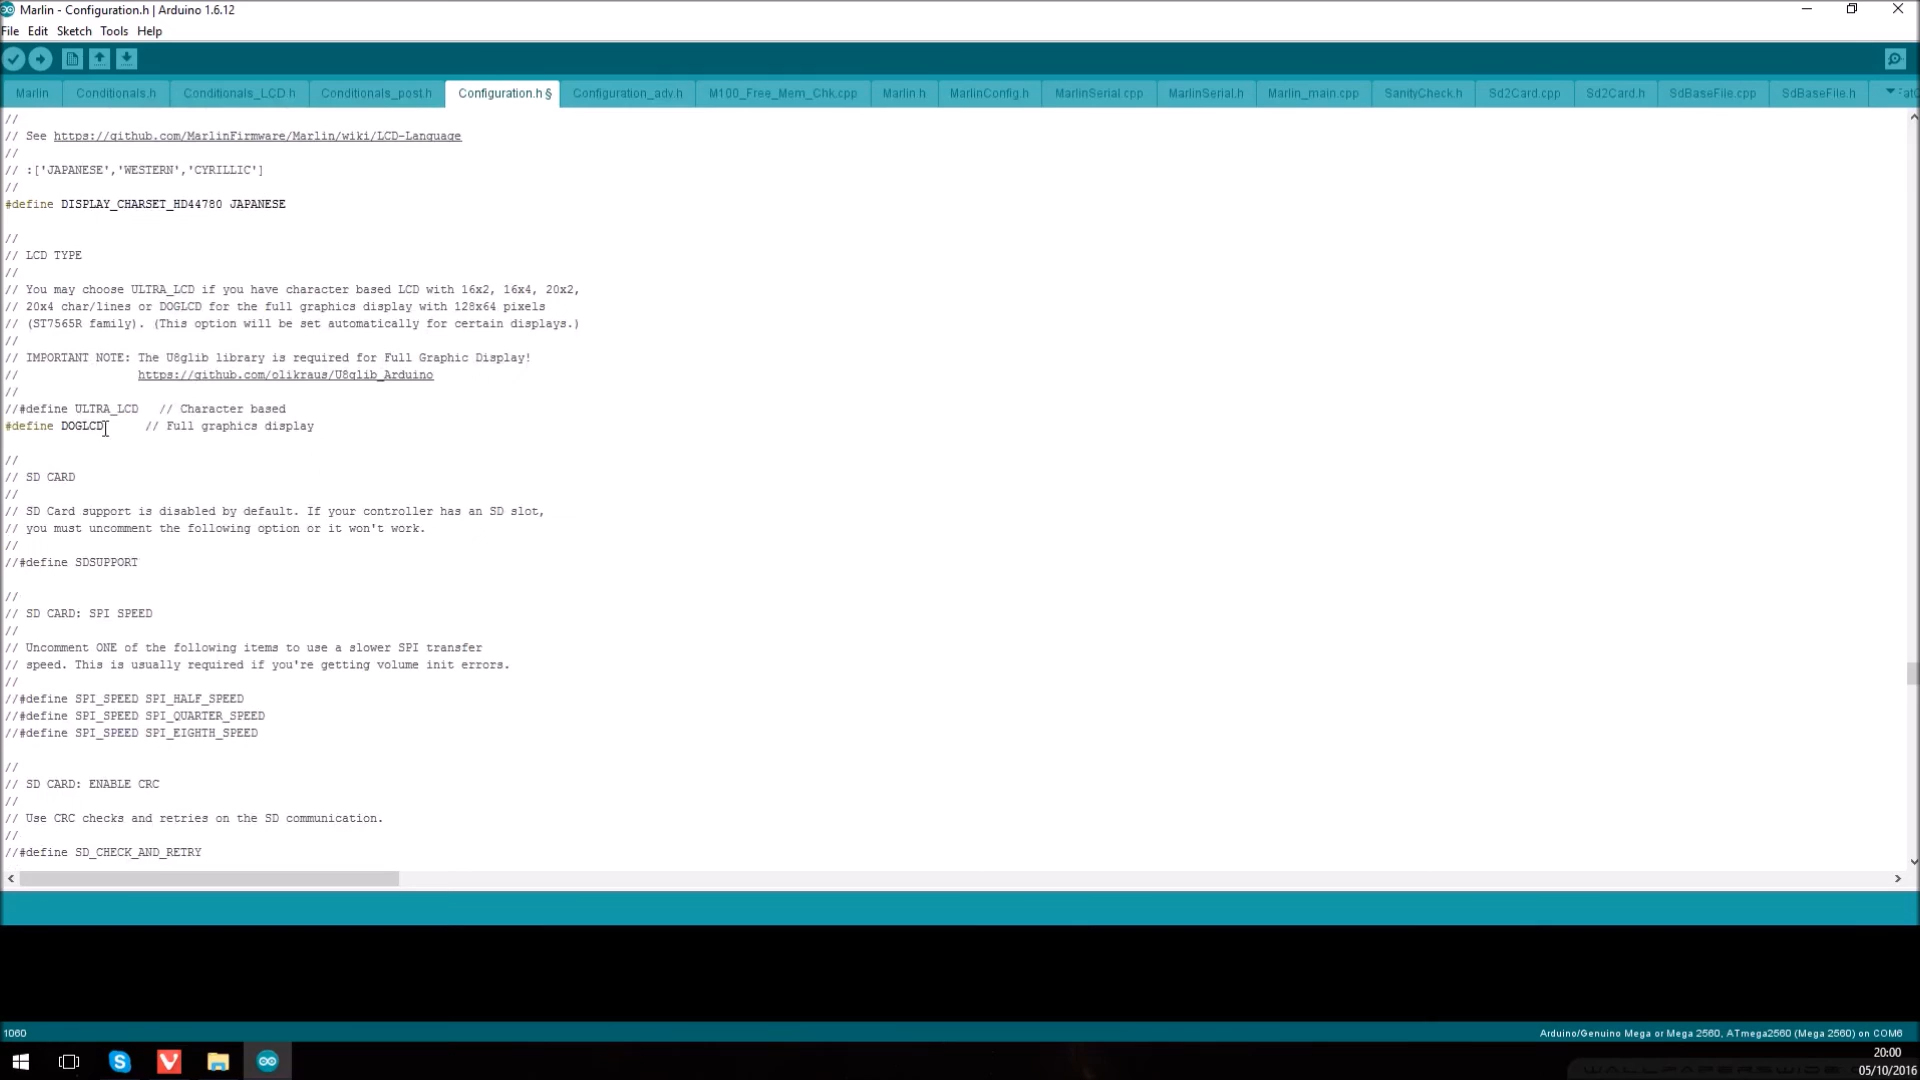 Marlin - Configuration.h | Arduino 1.6.12
File Edit Sketch Tools Help
Marlin Conditionals.h Conditionals_LCD.h Conditionals_post.h Configuration.h § Configuration_adv.h M100_Free_Mem_Chk.cpp Marlin.h MarlinConfig.h MarlinSerial.cpp MarlinSerial.h Marlin_main.cpp SanityCheck.h Sd2Card.cpp Sd2Card.h SdBaseFile.cpp SdBaseFile.h
//
// See https://github.com/MarlinFirmware/Marlin/wiki/LCD-Language
//
// :['JAPANESE','WESTERN','CYRILLIC']
//
#define DISPLAY_CHARSET_HD44780 JAPANESE
//
// LCD TYPE
//
// You may choose ULTRA_LCD if you have character based LCD with 16x2, 16x4, 20x2,
// 20x4 char/lines or DOGLCD for the full graphics display with 128x64 pixels
// (ST7565R family). (This option will be set automatically for certain displays.)
//
// IMPORTANT NOTE: The U8glib library is required for Full Graphic Display!
// https://github.com/olikraus/U8glib_Arduino
//
//#define ULTRA_LCD // Character based
#define DOGLCD // Full graphics display
//
// SD CARD
//
// SD Card support is disabled by default. If your controller has an SD slot,
// you must uncomment the following option or it won't work.
//
//#define SDSUPPORT
//
// SD CARD: SPI SPEED
//
// Uncomment ONE of the following items to use a slower SPI transfer
// speed. This is usually required if you're getting volume init errors.
//
//#define SPI_SPEED SPI_HALF_SPEED
//#define SPI_SPEED SPI_QUARTER_SPEED
//#define SPI_SPEED SPI_EIGHTH_SPEED
//
// SD CARD: ENABLE CRC
//
// Use CRC checks and retries on the SD communication.
//
//#define SD_CHECK_AND_RETRY
1060
Arduino/Genuino Mega or Mega 2560, ATmega2560 (Mega 2560) on COM6
20:00
05/10/2016